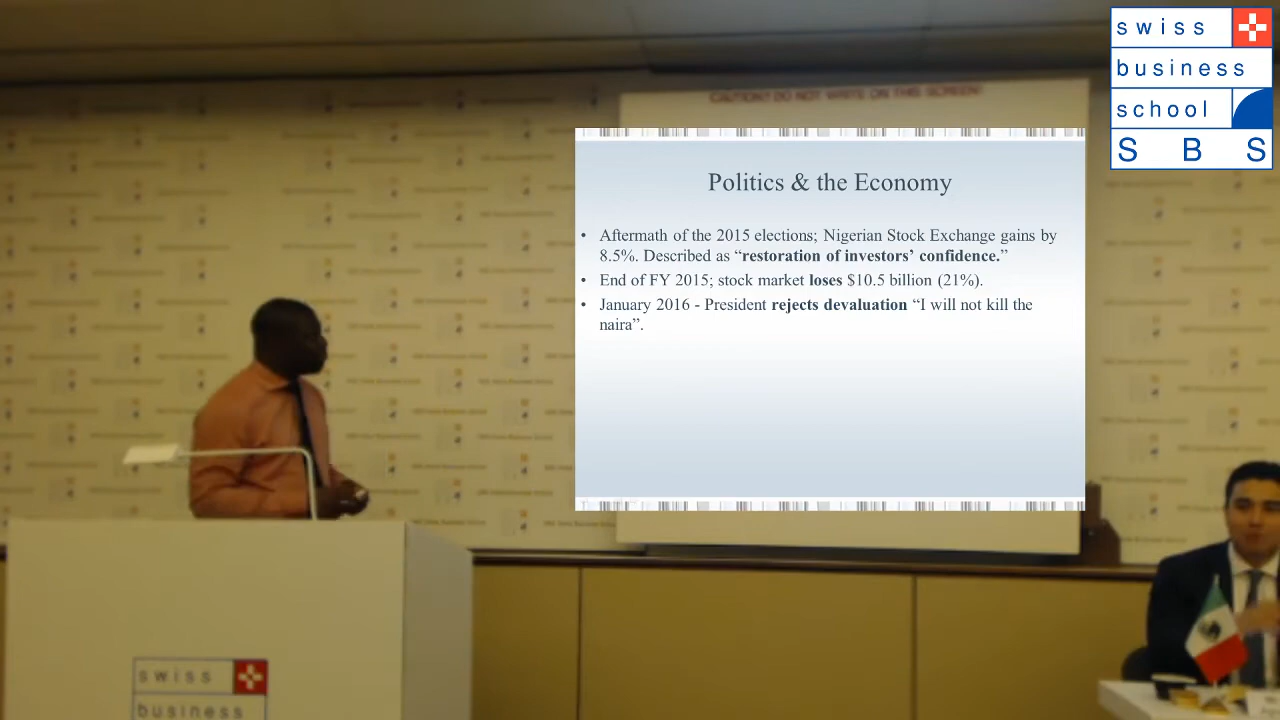 swiss
business
school
S B S
CAUTION! DO NOT WRITE ON THIS SCREEN!
Politics & the Economy
• Aftermath of the 2015 elections; Nigerian Stock Exchange gains by
8.5%. Described as “restoration of investors’ confidence.”
• End of FY 2015; stock market loses $10.5 billion (21%).
• January 2016 - President rejects devaluation “I will not kill the
naira”.
swiss
business